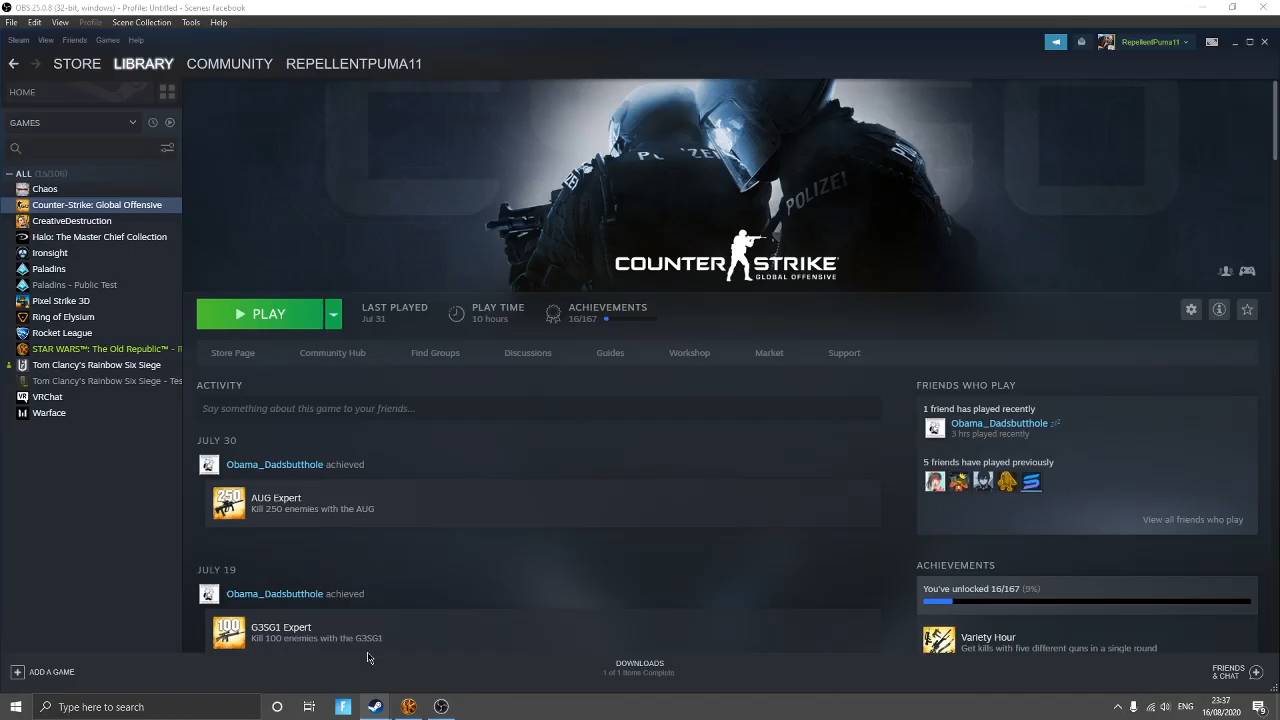 OBS 25.0.8 (32-bit, windows) - Profile: Untitled - Scenes: facebook
File Edit View Profile Scene Collection Tools Help
Steam View Friends Games Help
RepellentPuma11
STORE LIBRARY COMMUNITY REPELLENTPUMA11
HOME
GAMES
ALL (15/106)
Chaos
Counter-Strike: Global Offensive
CreativeDestruction
Halo: The Master Chief Collection
Ironsight
Paladins
Paladins - Public Test
Pixel Strike 3D
Ring of Elysium
Rocket League
STAR WARS™: The Old Republic™ -
Tom Clancy's Rainbow Six Siege
Tom Clancy's Rainbow Six Siege - Tes
VRChat
Warface
POLIZEI
COUNTER STRIKE
GLOBAL OFFENSIVE
PLAY
LAST PLAYED
Jul 31
PLAY TIME
10 hours
ACHIEVEMENTS
16/167
Store Page Community Hub Find Groups Discussions Guides Workshop Market Support
ACTIVITY
Say something about this game to your friends...
JULY 30
Obama_Dadsbutthole achieved
250
AUG Expert
Kill 250 enemies with the AUG
JULY 19
Obama_Dadsbutthole achieved
100
G3SG1 Expert
Kill 100 enemies with the G3SG1
FRIENDS WHO PLAY
1 friend has played recently
Obama_Dadsbutthole zzz
3 hrs played recently
5 friends have played previously
View all friends who play
ACHIEVEMENTS
You've unlocked 16/167 (9%)
Variety Hour
Get kills with five different guns in a single round
ADD A GAME
DOWNLOADS
1 of 1 Items Complete
FRIENDS
& CHAT
Type here to search
ENG
23:37
16/08/2020